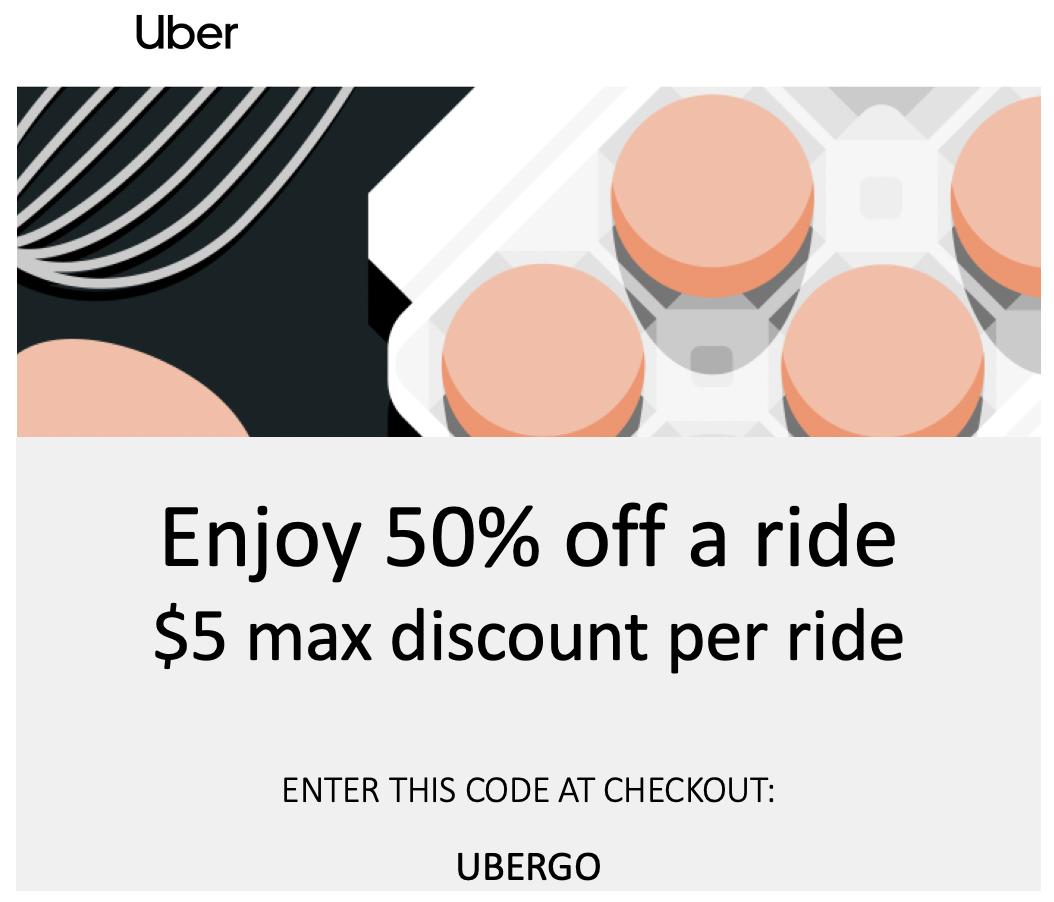 Uber
Enjoy 50% off a ride
$5 max discount per ride
ENTER THIS CODE AT CHECKOUT:
UBERGO